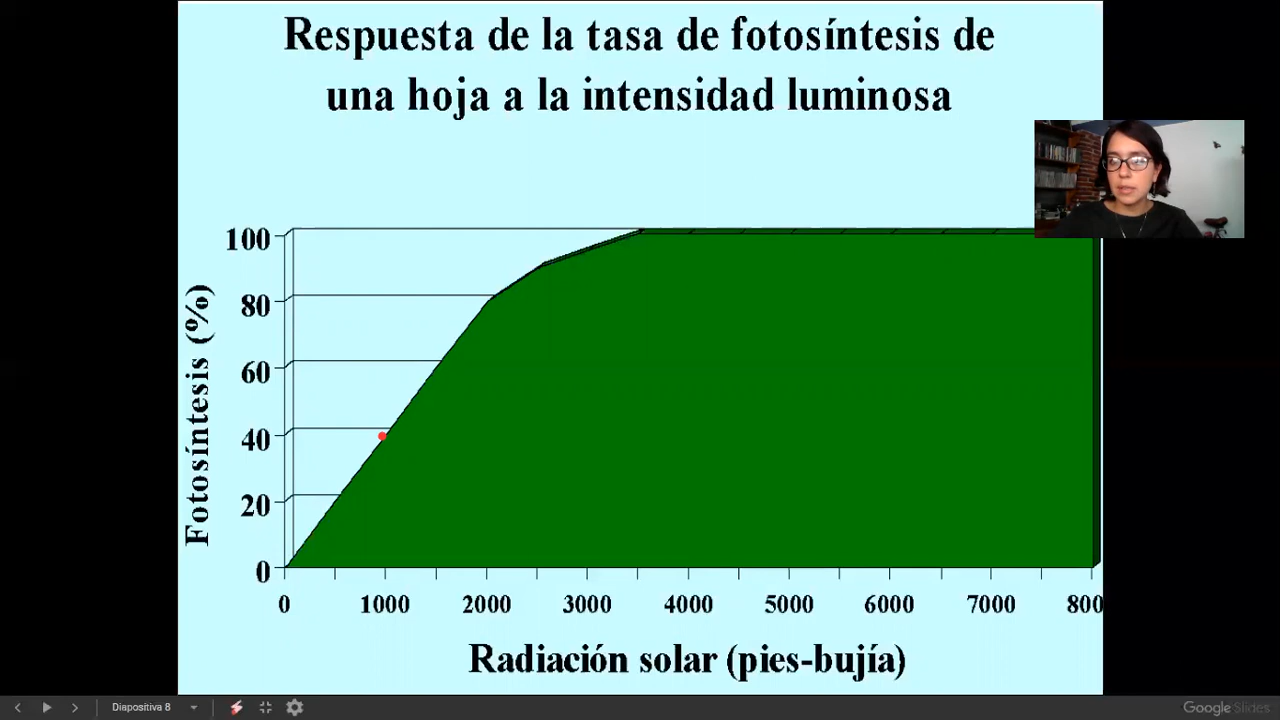 Respuesta de la tasa de fotosíntesis de
una hoja a la intensidad luminosa
Fotosíntesis (%)
100
80
60
40
20
0
0 1000 2000 3000 4000 5000 6000 7000 800
Radiación solar (pies-bujía)
Diapositiva 8
Google Slides